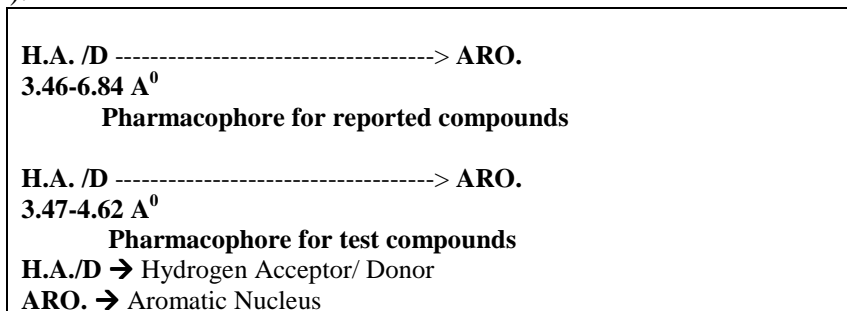 H.A. /D ------------------------------------> ARO.
3.46-6.84 A⁰
Pharmacophore for reported compounds
H.A. /D ------------------------------------> ARO.
3.47-4.62 A⁰
Pharmacophore for test compounds
H.A./D → Hydrogen Acceptor/ Donor
ARO. → Aromatic Nucleus